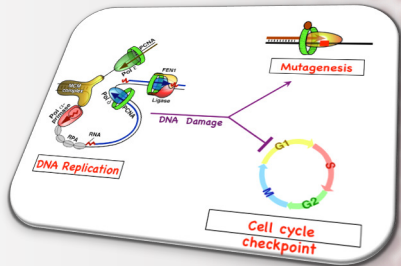 PCNA
Pol ε
MCM
complex
FEN1
Ligase
Pol δ
PCNA
Pol α-
primase
RPA
RNA
DNA Replication
DNA Damage
Mutagenesis
G1
S
G2
M
Cell cycle
checkpoint